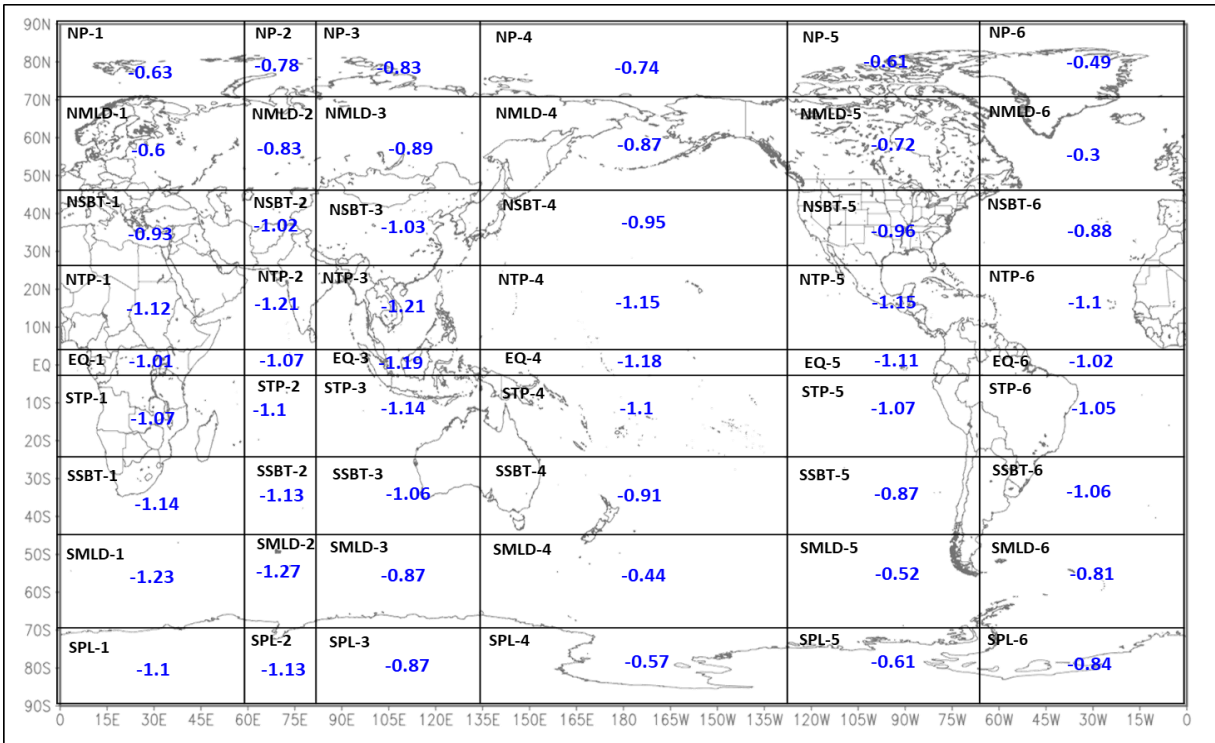 90N
NP-1 NP-2 NP-3 NP-4 NP-5 NP-6
80N
-0.63 -0.78 -0.83 -0.74 -0.61 -0.49
70N
NMLD-1 NMLD-2 NMLD-3 NMLD-4 NMLD-5 NMLD-6
60N
-0.6 -0.83 -0.89 -0.87 -0.72 -0.3
50N
NSBT-1 NSBT-2 NSBT-3 NSBT-4 NSBT-5 NSBT-6
40N
-0.93 -1.02 -1.03 -0.95 -0.96 -0.88
30N
NTP-1 NTP-2 NTP-3 NTP-4 NTP-5 NTP-6
20N
-1.12 -1.21 -1.21 -1.15 -1.15 -1.1
10N
EQ-1 -1.01 -1.07 EQ-3 -1.19 EQ-4 -1.18 EQ-5 -1.11 EQ-6 -1.02
EQ
STP-1 STP-2 STP-3 STP-4 STP-5 STP-6
10S
-1.07 -1.1 -1.14 -1.1 -1.07 -1.05
20S
SSBT-1 SSBT-2 SSBT-3 SSBT-4 SSBT-5 SSBT-6
30S
-1.14 -1.13 -1.06 -0.91 -0.87 -1.06
40S
SMLD-1 SMLD-2 SMLD-3 SMLD-4 SMLD-5 SMLD-6
50S
-1.23 -1.27 -0.87 -0.44 -0.52 -0.81
60S
70S
SPL-1 SPL-2 SPL-3 SPL-4 SPL-5 SPL-6
80S
-1.1 -1.13 -0.87 -0.57 -0.61 -0.84
90S
0 15E 30E 45E 60E 75E 90E 105E 120E 135E 150E 165E 180 165W 150W 135W 120W 105W 90W 75W 60W 45W 30W 15W 0